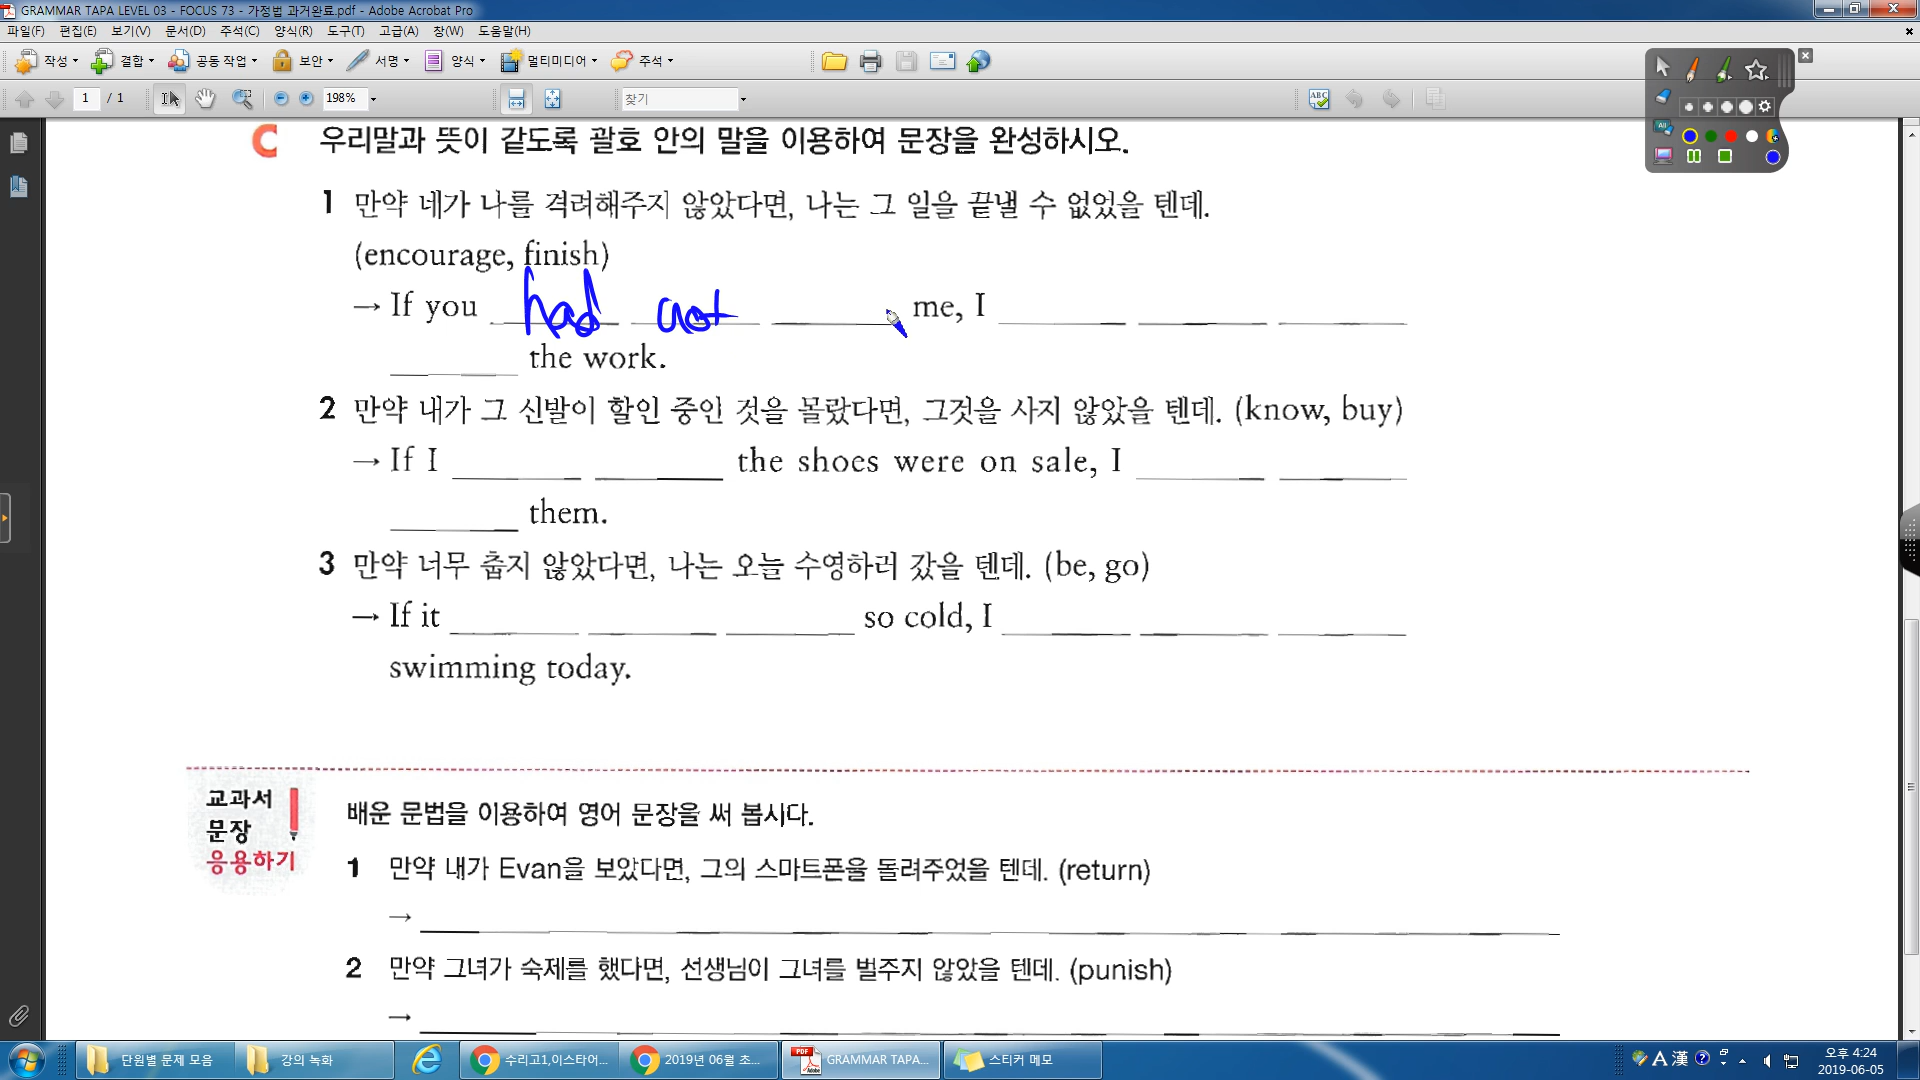 GRAMMAR TAPA LEVEL 03 - FOCUS 73 - 가정법 과거완료.pdf - Adobe Acrobat Pro
파일(F) 편집(E) 보기(V) 문서(D) 주석(C) 양식(R) 도구(T) 고급(A) 창(W) 도움말(H)
작성 결합 공동 작업 보안 서명 양식 멀티미디어 주석
1 / 1 198% 찾기
C 우리말과 뜻이 같도록 괄호 안의 말을 이용하여 문장을 완성하시오.
1 만약 네가 나를 격려해주지 않았다면, 나는 그 일을 끝낼 수 없었을 텐데.
(encourage, finish)
→ If you had not ____ me, I ____ ____ ____
____ the work.
2 만약 내가 그 신발이 할인 중인 것을 몰랐다면, 그것을 사지 않았을 텐데. (know, buy)
→ If I ____ ____ the shoes were on sale, I ____ ____
____ them.
3 만약 너무 춥지 않았다면, 나는 오늘 수영하러 갔을 텐데. (be, go)
→ If it ____ ____ ____ so cold, I ____ ____ ____
swimming today.
교과서
문장
응용하기
배운 문법을 이용하여 영어 문장을 써 봅시다.
1 만약 내가 Evan을 보았다면, 그의 스마트폰을 돌려주었을 텐데. (return)
→
2 만약 그녀가 숙제를 했다면, 선생님이 그녀를 벌주지 않았을 텐데. (punish)
→
단원별 문제 모음 강의 녹화 수리고1,이스타어... 2019년 06월 초... GRAMMAR TAPA... 스티커 메모
A 漢 오후 4:24
2019-06-05